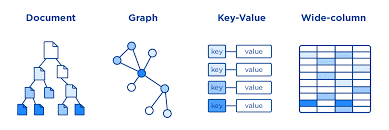 Document
Graph
Key-Value
Wide-column
key value
key value
key value
key value